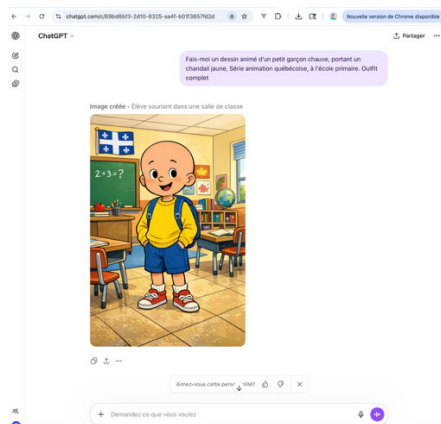 chatgpt.com/c/69bd6bf3-2d10-8325-aa4f-b01f3657fd2d
Nouvelle version de Chrome disponible
ChatGPT
Partager
Fais-moi un dessin animé d'un petit garçon chauve, portant un
chandail jaune, Série animation québécoise, à l'école primaire. Outfit
complet
Image créée • Élève souriant dans une salle de classe
2+3=?
Aimez-vous cette
Demandez ce que vous voulez